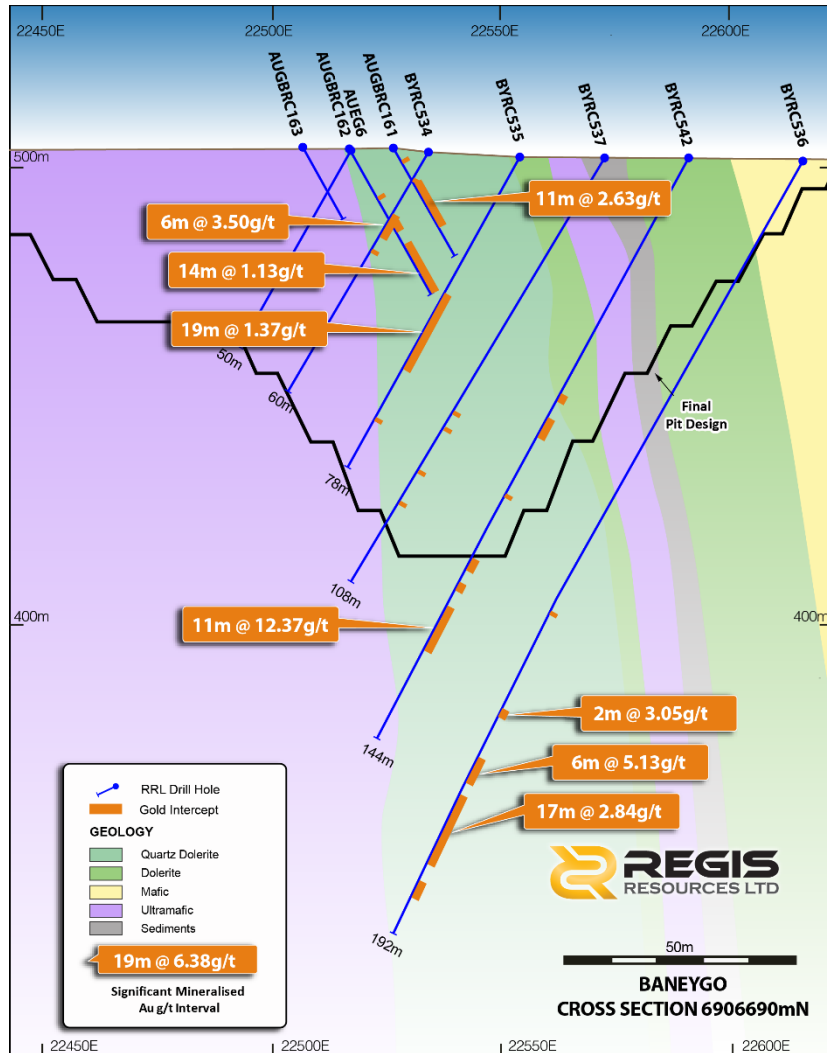 22450E
22500E
22550E
22600E
AUGBRC163
AUGBRC162
AUEG6
AUGBRC161
BYRC534
BYRC535
BYRC537
BYRC542
BYRC536
500m
11m @ 2.63g/t
6m @ 3.50g/t
14m @ 1.13g/t
19m @ 1.37g/t
50m
60m
Final
Pit Design
78m
108m
400m
400m
11m @ 12.37g/t
2m @ 3.05g/t
144m
6m @ 5.13g/t
17m @ 2.84g/t
RRL Drill Hole
Gold Intercept
GEOLOGY
Quartz Dolerite
Dolerite
Mafic
Ultramafic
Sediments
19m @ 6.38g/t
Significant Mineralised
Au g/t Interval
REGIS
RESOURCES LTD
192m
50m
BANEYGO
CROSS SECTION 6906690mN
22450E
22500E
22550E
22600E